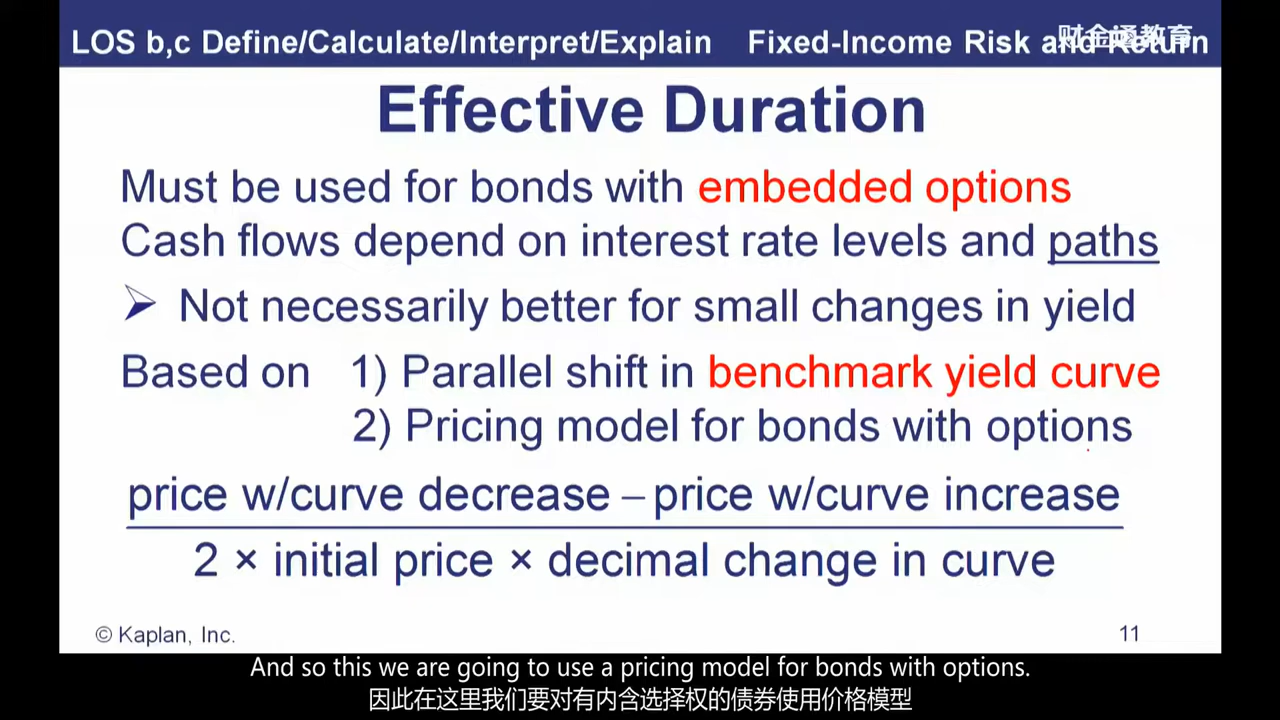 LOS b,c Define/Calculate/Interpret/Explain Fixed-Income Risk and Return
财金通教育
Effective Duration
Must be used for bonds with embedded options
Cash flows depend on interest rate levels and paths
➢ Not necessarily better for small changes in yield
Based on 1) Parallel shift in benchmark yield curve
2) Pricing model for bonds with options
price w/curve decrease – price w/curve increase
2 × initial price × decimal change in curve
© Kaplan, Inc.
11
And so this we are going to use a pricing model for bonds with options.
因此在这里我们要对有内含选择权的债券使用价格模型